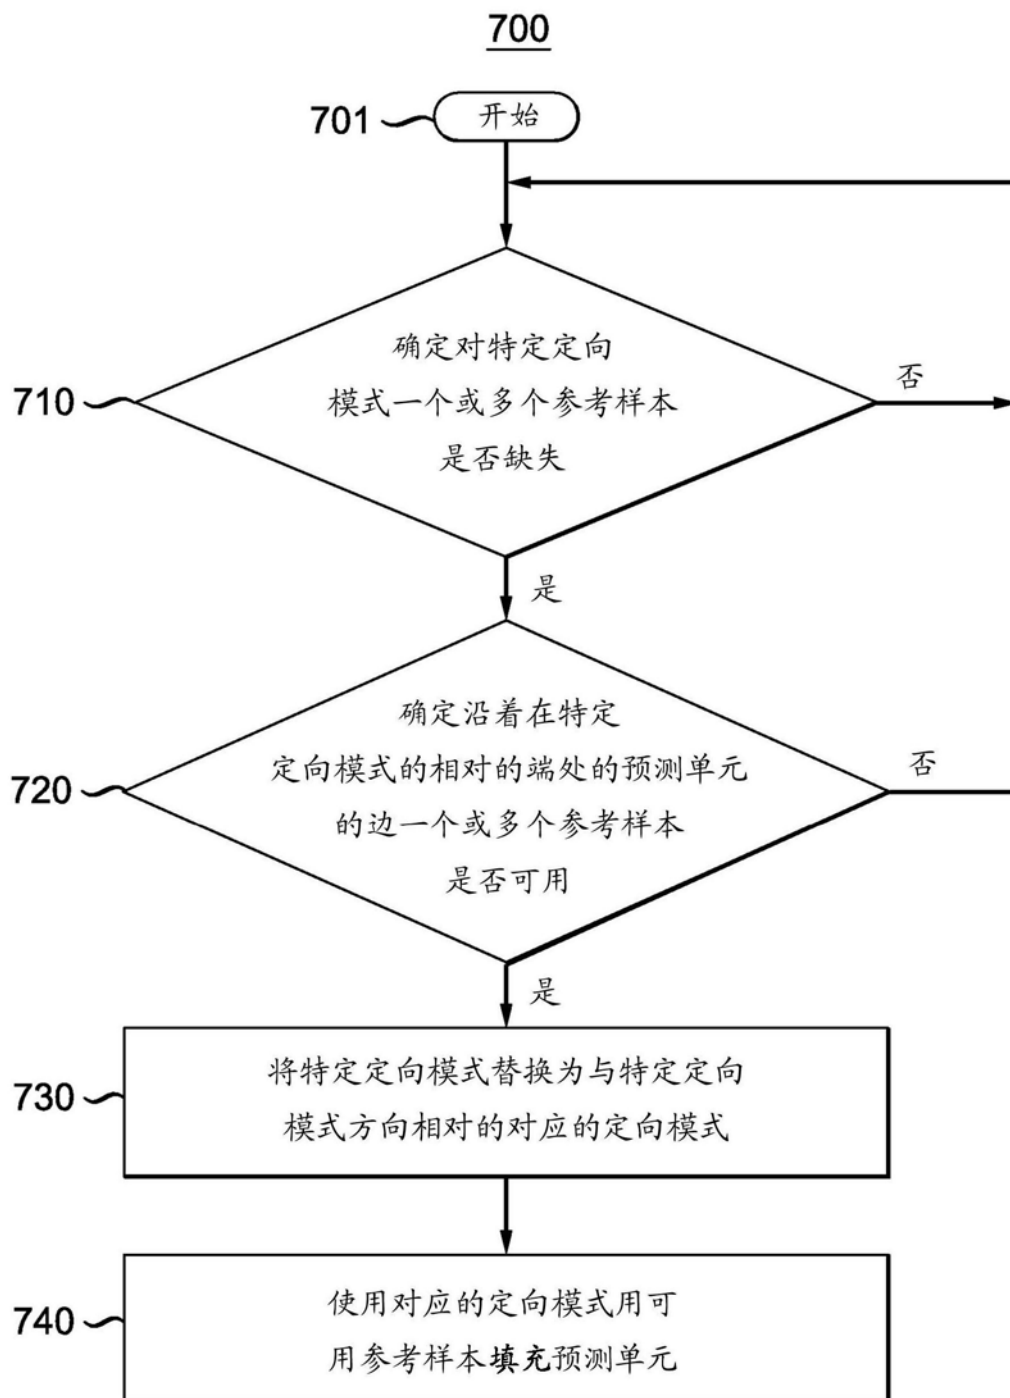 700
701
开始
确定对特定定向
模式一个或多个参考样本
是否缺失
710
否
是
确定沿着在特定
定向模式的相对的端处的预测单元
的边一个或多个参考样本
是否可用
720
否
是
将特定定向模式替换为与特定定向
模式方向相对的对应的定向模式
730
使用对应的定向模式用可
用参考样本填充预测单元
740